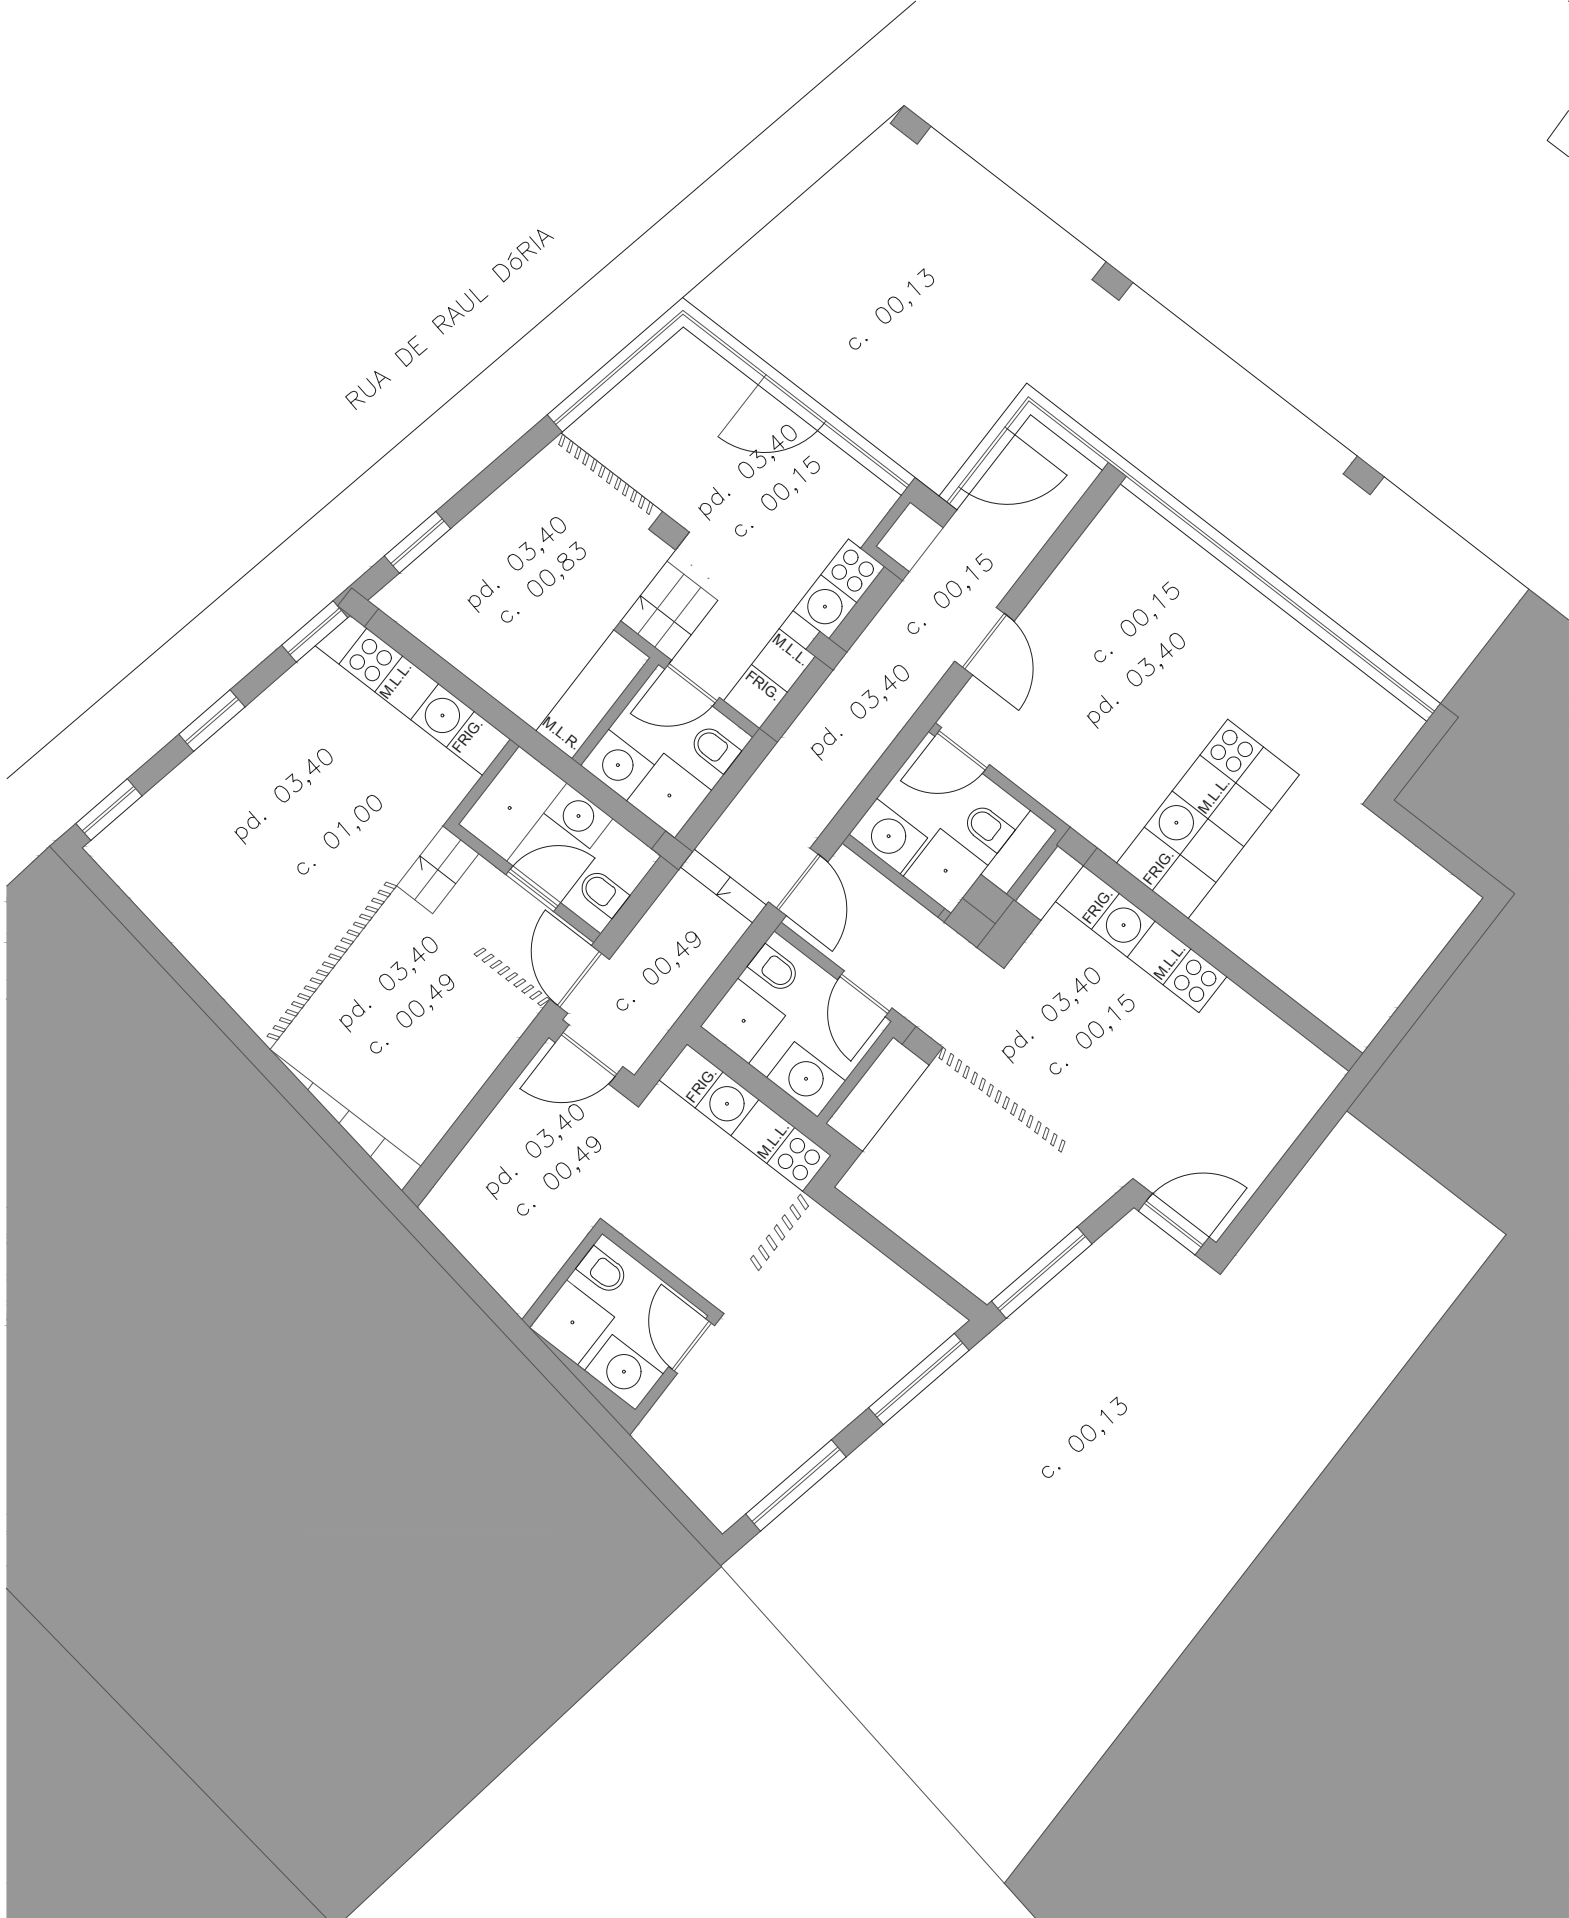 RUA DE RAUL DóRIA
c. 00,13
pd. 03,40
c. 00,15
pd. 03,40
c. 00,83
c. 00,15
pd. 03,40
c. 00,15
pd. 03,40
M.L.L.
FRIG.
M.L.R.
M.L.L.
FRIG.
pd. 03,40
c. 01,00
M.L.L.
FRIG.
FRIG.
M.L.L.
pd. 03,40
c. 00,49
c. 00,49
pd. 03,40
c. 00,15
FRIG.
M.L.L.
pd. 03,40
c. 00,49
c. 00,13